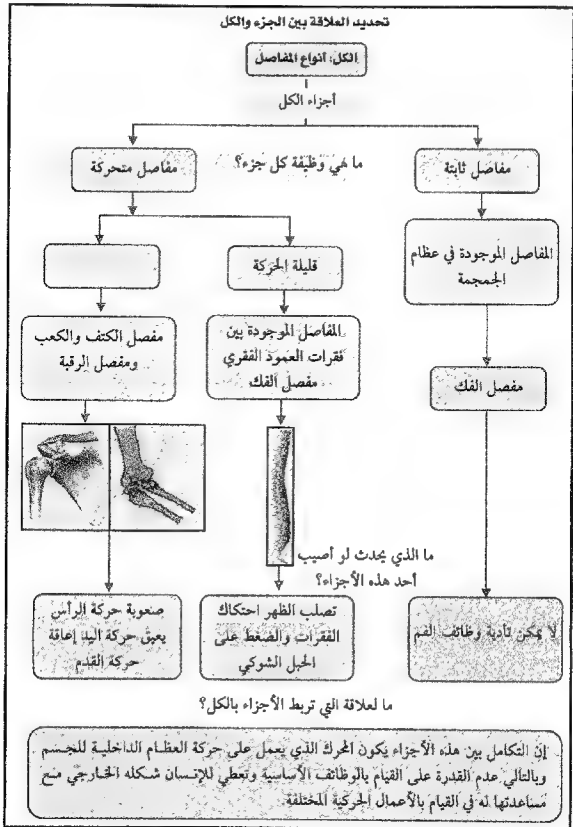 تحديد العلاقة بين الجزء والكل
الكل: أنواع المفاصل
أجزاء الكل
مفاصل ثابتة
ما هي وظيفة كل جزء؟
مفاصل متحركة
المفاصل الموجودة في عظام
الجمجمة
قليلة الحركة
مفصل الفك
المفاصل الموجودة بين
فقرات العمود الفقري
مفصل الفك
مفصل الكتف والكعب
ومفصل الرقبة
ما الذي يحدث لو أصيب
أحد هذه الأجزاء؟
لا يمكن تأدية وظائف الفم
تصلب الظهر احتكاك
الفقرات والضغط على
الحبل الشوكي
صعوبة حركة الرأس
يعيق حركة اليد إعاقة
حركة القدم
ما لعلاقة التي تربط الأجزاء بالكل؟
إن التكامل بين هذه الأجزاء يكون المحرك الذي يعمل على حركة العظام الداخلية للجسم
وبالتالي عدم القدرة على القيام بالوظائف الأساسية وتعطي للإنسان شكله الخارجي مع
مساعدتها له في القيام بالأعمال الحركية المختلفة.